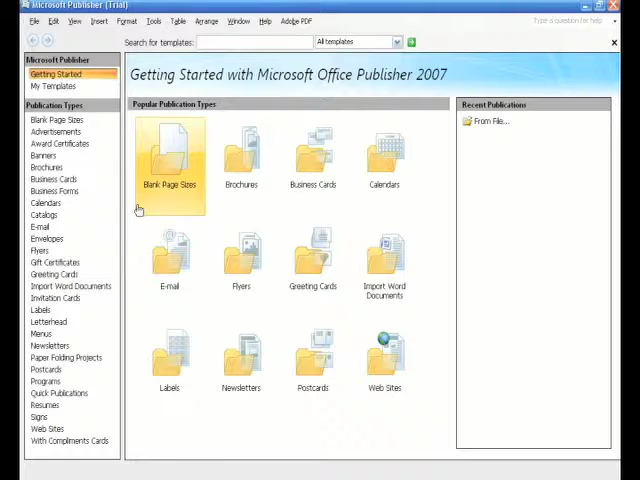 Microsoft Publisher (Trial)
File Edit View Insert Format Tools Table Arrange Window Help Adobe PDF
Type a question for help
Search for templates: All templates
Microsoft Publisher
Getting Started
My Templates
Publication Types
Blank Page Sizes
Advertisements
Award Certificates
Banners
Brochures
Business Cards
Business Forms
Calendars
Catalogs
E-mail
Envelopes
Flyers
Gift Certificates
Greeting Cards
Import Word Documents
Invitation Cards
Labels
Letterhead
Menus
Newsletters
Paper Folding Projects
Postcards
Programs
Quick Publications
Resumes
Signs
Web Sites
With Compliments Cards
Getting Started with Microsoft Office Publisher 2007
Popular Publication Types
Blank Page Sizes
Brochures
Business Cards
Calendars
E-mail
Flyers
Greeting Cards
Import Word
Documents
Labels
Newsletters
Postcards
Web Sites
Recent Publications
From File...